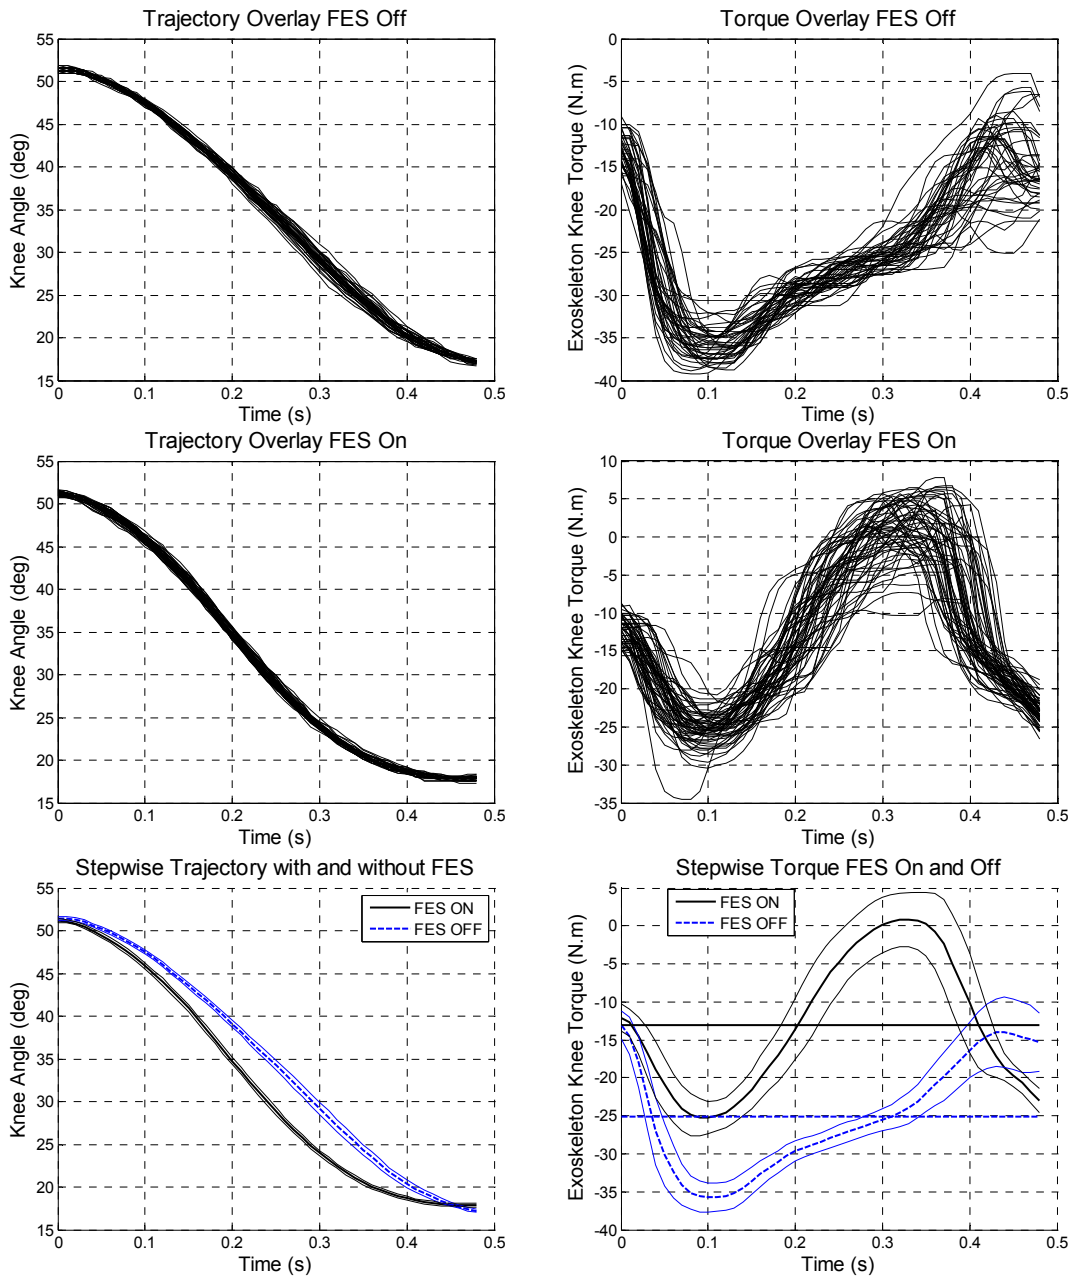 Trajectory Overlay FES Off
55
50
45
40
35
30
25
20
15
Knee Angle (deg)
0 0.1 0.2 0.3 0.4 0.5
Time (s)
Torque Overlay FES Off
0
-5
-10
-15
-20
-25
-30
-35
-40
Exoskeleton Knee Torque (N.m)
0 0.1 0.2 0.3 0.4 0.5
Time (s)
Trajectory Overlay FES On
55
50
45
40
35
30
25
20
15
Knee Angle (deg)
0 0.1 0.2 0.3 0.4 0.5
Time (s)
Torque Overlay FES On
10
5
0
-5
-10
-15
-20
-25
-30
-35
Exoskeleton Knee Torque (N.m)
0 0.1 0.2 0.3 0.4 0.5
Time (s)
Stepwise Trajectory with and without FES
FES ON
FES OFF
55
50
45
40
35
30
25
20
15
Knee Angle (deg)
0 0.1 0.2 0.3 0.4 0.5
Time (s)
Stepwise Torque FES On and Off
FES ON
FES OFF
5
0
-5
-10
-15
-20
-25
-30
-35
-40
Exoskeleton Knee Torque (N.m)
0 0.1 0.2 0.3 0.4 0.5
Time (s)